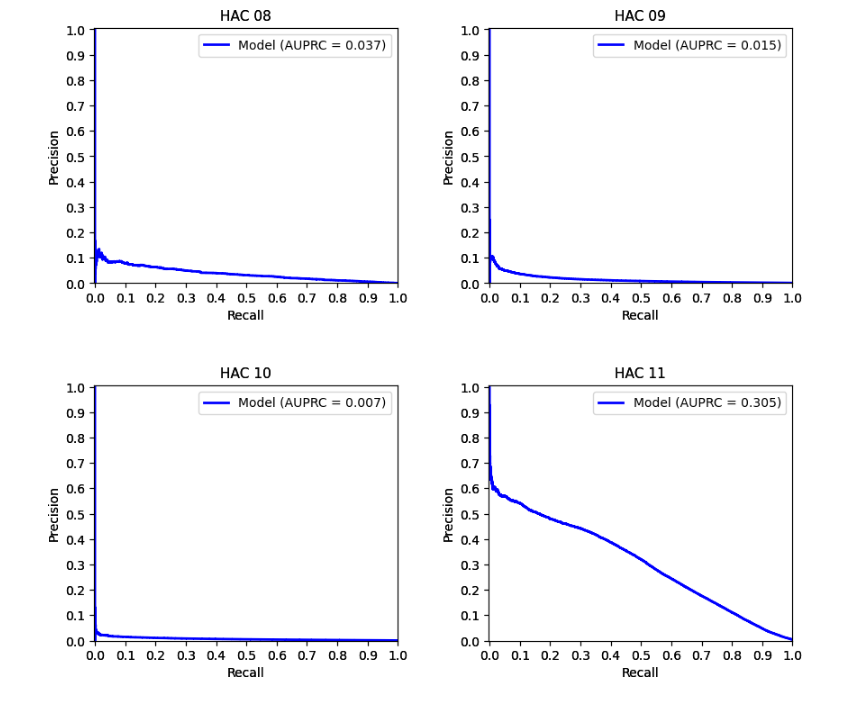 HAC 08
Model (AUPRC = 0.037)
Precision
1.0
0.9
0.8
0.7
0.6
0.5
0.4
0.3
0.2
0.1
0.0
0.0 0.1 0.2 0.3 0.4 0.5 0.6 0.7 0.8 0.9 1.0
Recall
HAC 09
Model (AUPRC = 0.015)
Precision
1.0
0.9
0.8
0.7
0.6
0.5
0.4
0.3
0.2
0.1
0.0
0.0 0.1 0.2 0.3 0.4 0.5 0.6 0.7 0.8 0.9 1.0
Recall
HAC 10
Model (AUPRC = 0.007)
Precision
1.0
0.9
0.8
0.7
0.6
0.5
0.4
0.3
0.2
0.1
0.0
0.0 0.1 0.2 0.3 0.4 0.5 0.6 0.7 0.8 0.9 1.0
Recall
HAC 11
Model (AUPRC = 0.305)
Precision
1.0
0.9
0.8
0.7
0.6
0.5
0.4
0.3
0.2
0.1
0.0
0.0 0.1 0.2 0.3 0.4 0.5 0.6 0.7 0.8 0.9 1.0
Recall